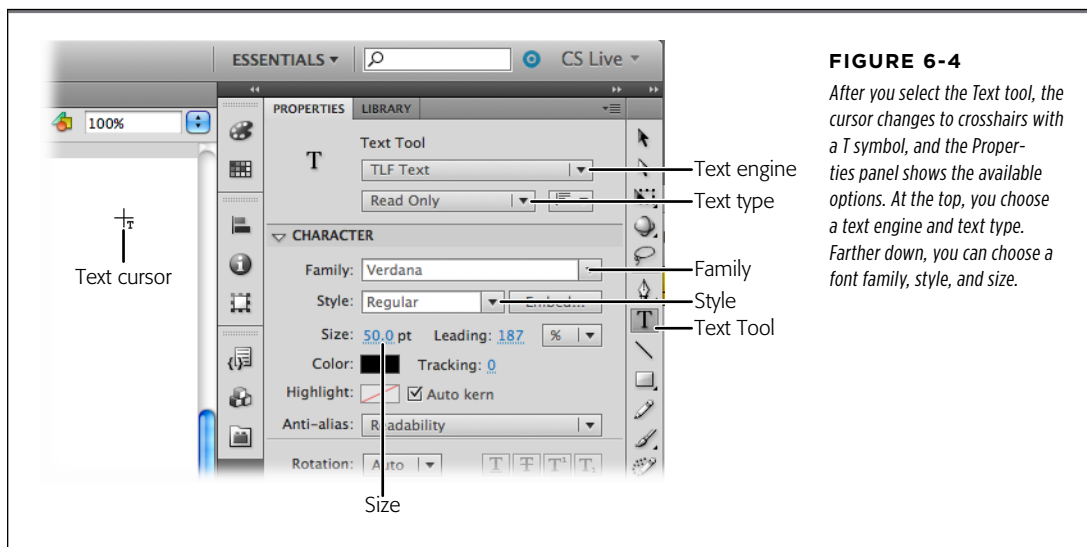 ESSENTIALS
CS Live
PROPERTIES LIBRARY
100%
Text Tool
T
TLF Text
Text engine
Read Only
Text type
T
Text cursor
CHARACTER
Family: Verdana
Family
Style: Regular Embed...
Style
Size: 50.0 pt Leading: 187 %
T
Text Tool
Color: Tracking: 0
Highlight: Auto kern
Anti-alias: Readability
Rotation: Auto T T T¹ T,
Size
FIGURE 6-4
After you select the Text tool, the
cursor changes to crosshairs with
a T symbol, and the Proper-
ties panel shows the available
options. At the top, you choose
a text engine and text type.
Farther down, you can choose a
font family, style, and size.